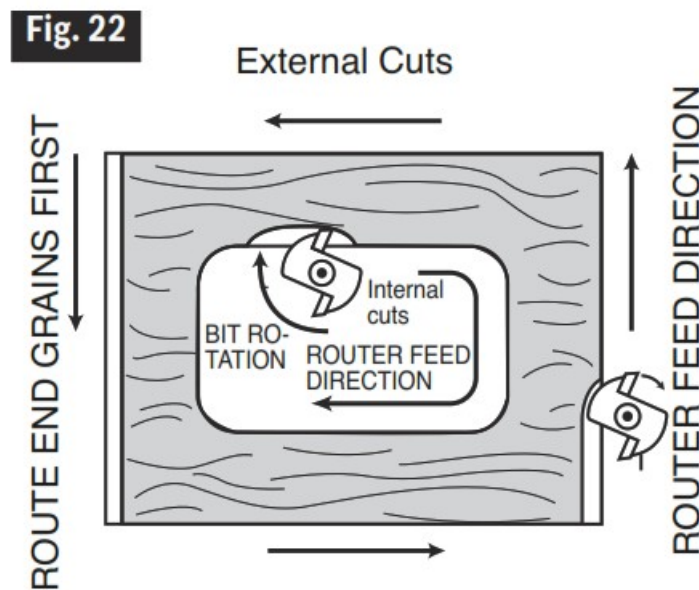 Fig. 22
External Cuts
ROUTE END GRAINS FIRST
BIT RO-
TATION
Internal
cuts
ROUTER FEED
DIRECTION
ROUTER FEED DIRECTION